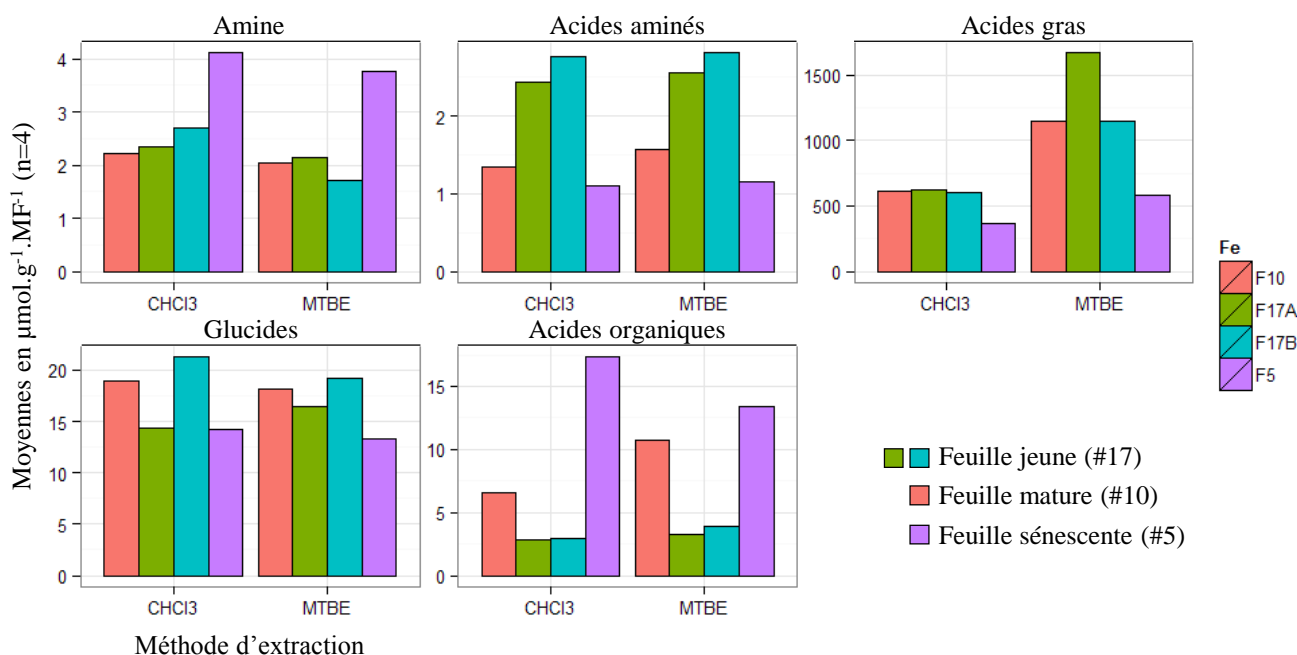 Amine
Acides aminés
Acides gras
Moyennes en µmol.g-1.MF-1 (n=4)
4
3
2
1
0
CHCl3
MTBE
2
1
0
CHCl3
MTBE
1500
1000
500
0
CHCl3
MTBE
Glucides
Acides organiques
20
15
10
5
0
CHCl3
MTBE
15
10
5
0
CHCl3
MTBE
Méthode d’extraction
Fe
F10
F17A
F17B
F5
Feuille jeune (#17)
Feuille mature (#10)
Feuille sénescente (#5)